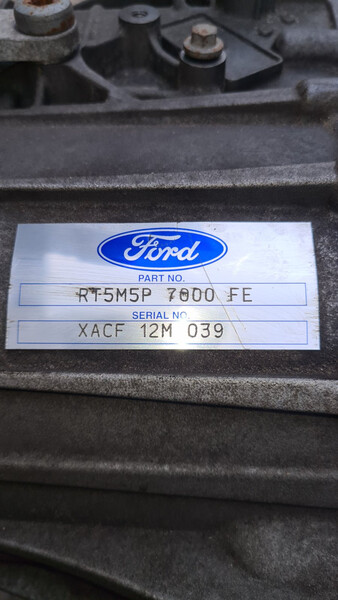 Ford
PART NO.
RT5M5P 7000 FE
SERIAL NO.
XACF 12M 039